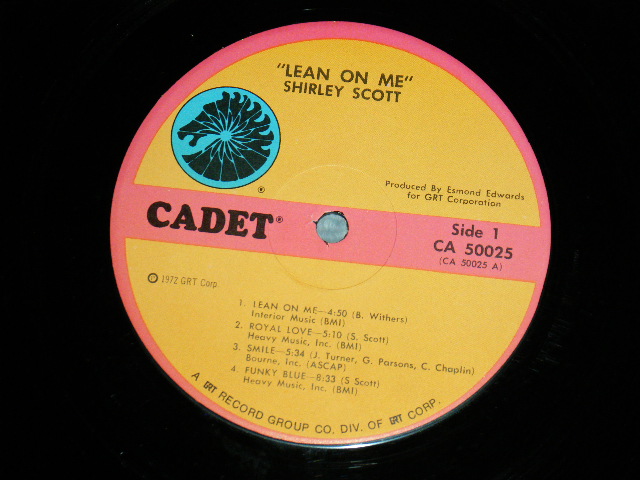 "LEAN ON ME"
SHIRLEY SCOTT
®
Produced By Esmond Edwards
for GRT Corporation
CADET®
Side 1
CA 50025
(CA 50025 A)
℗ 1972 GRT Corp.
1. LEAN ON ME—4:50 (B. Withers)
Interior Music (BMI)
2. ROYAL LOVE—5:10 (S. Scott)
Heavy Music, Inc. (BMI)
3. SMILE—5:34 (J. Turner, G. Parsons, C. Chaplin)
Bourne, Inc. (ASCAP)
4. FUNKY BLUE—8:33 (S Scott)
Heavy Music, Inc. (BMI)
A GRT RECORD GROUP CO. DIV. OF GRT CORP.